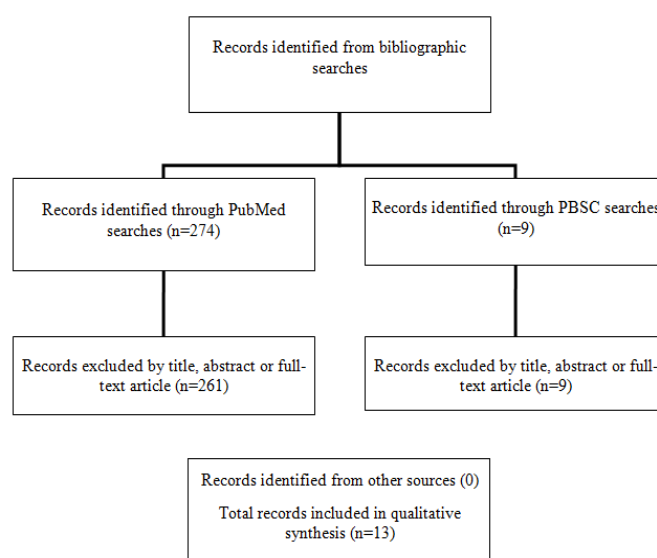 Records identified from bibliographic
searches
Records identified through PubMed
searches (n=274)
Records identified through PBSC searches
(n=9)
Records excluded by title, abstract or full-
text article (n=261)
Records excluded by title, abstract or full-
text article (n=9)
Records identified from other sources (0)
Total records included in qualitative
synthesis (n=13)